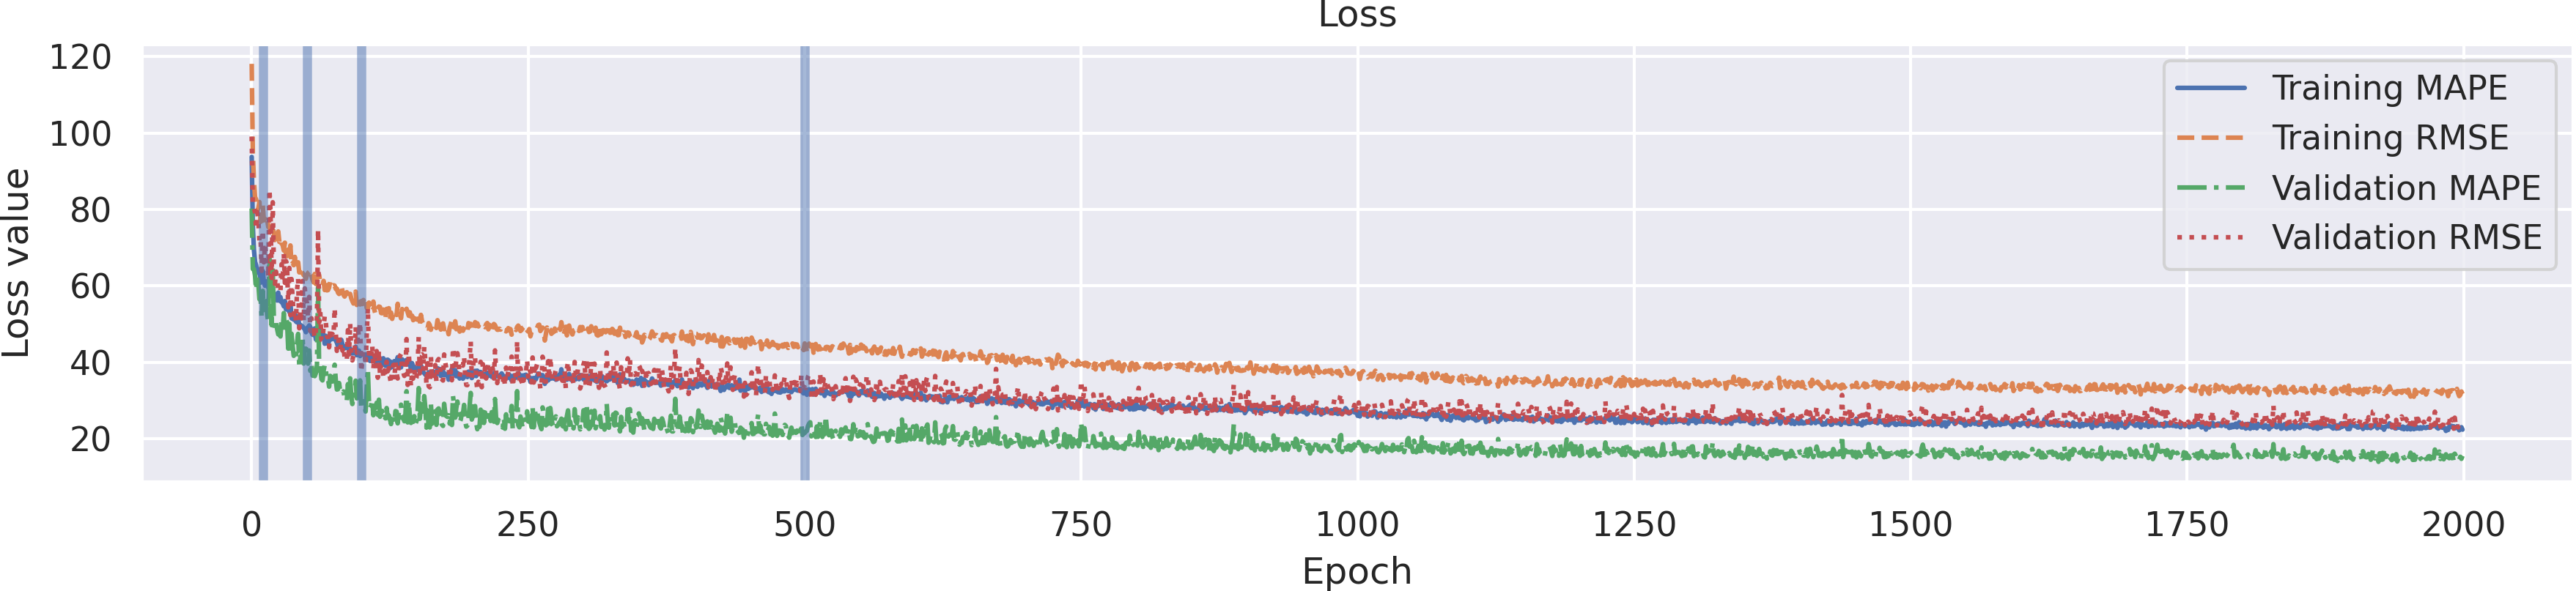 Loss
Loss value
120
100
80
60
40
20
Training MAPE
Training RMSE
Validation MAPE
Validation RMSE
0 250 500 750 1000 1250 1500 1750 2000
Epoch